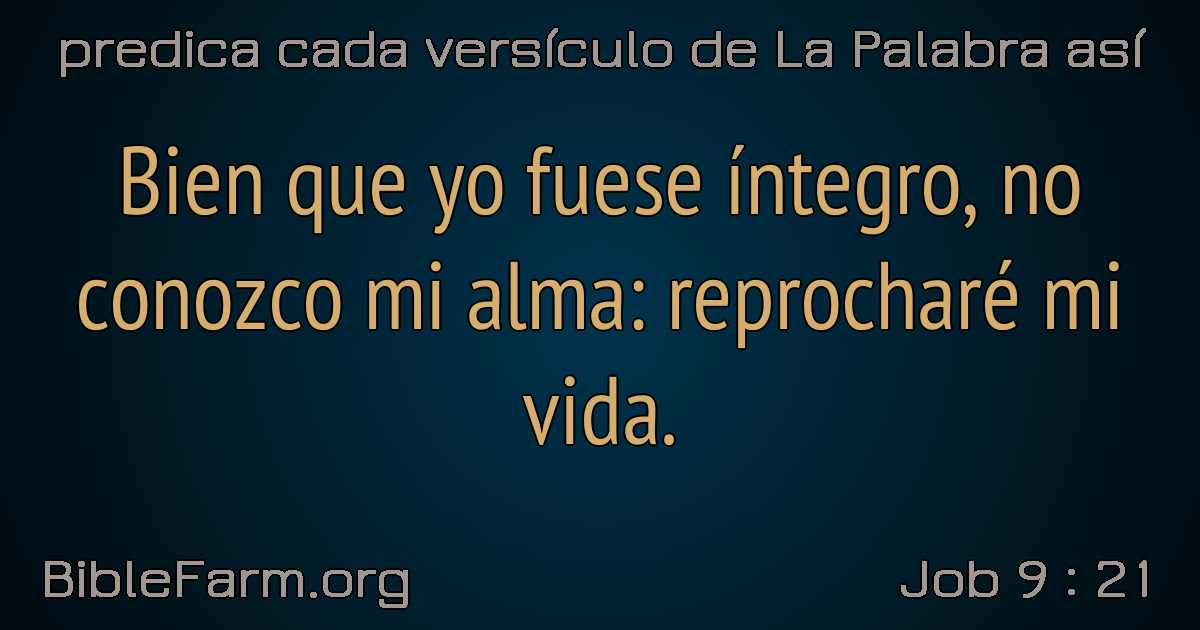 predica cada versículo de La Palabra así
Bien que yo fuese íntegro, no
conozco mi alma: reprocharé mi
vida.
BibleFarm.org
Job 9 : 21